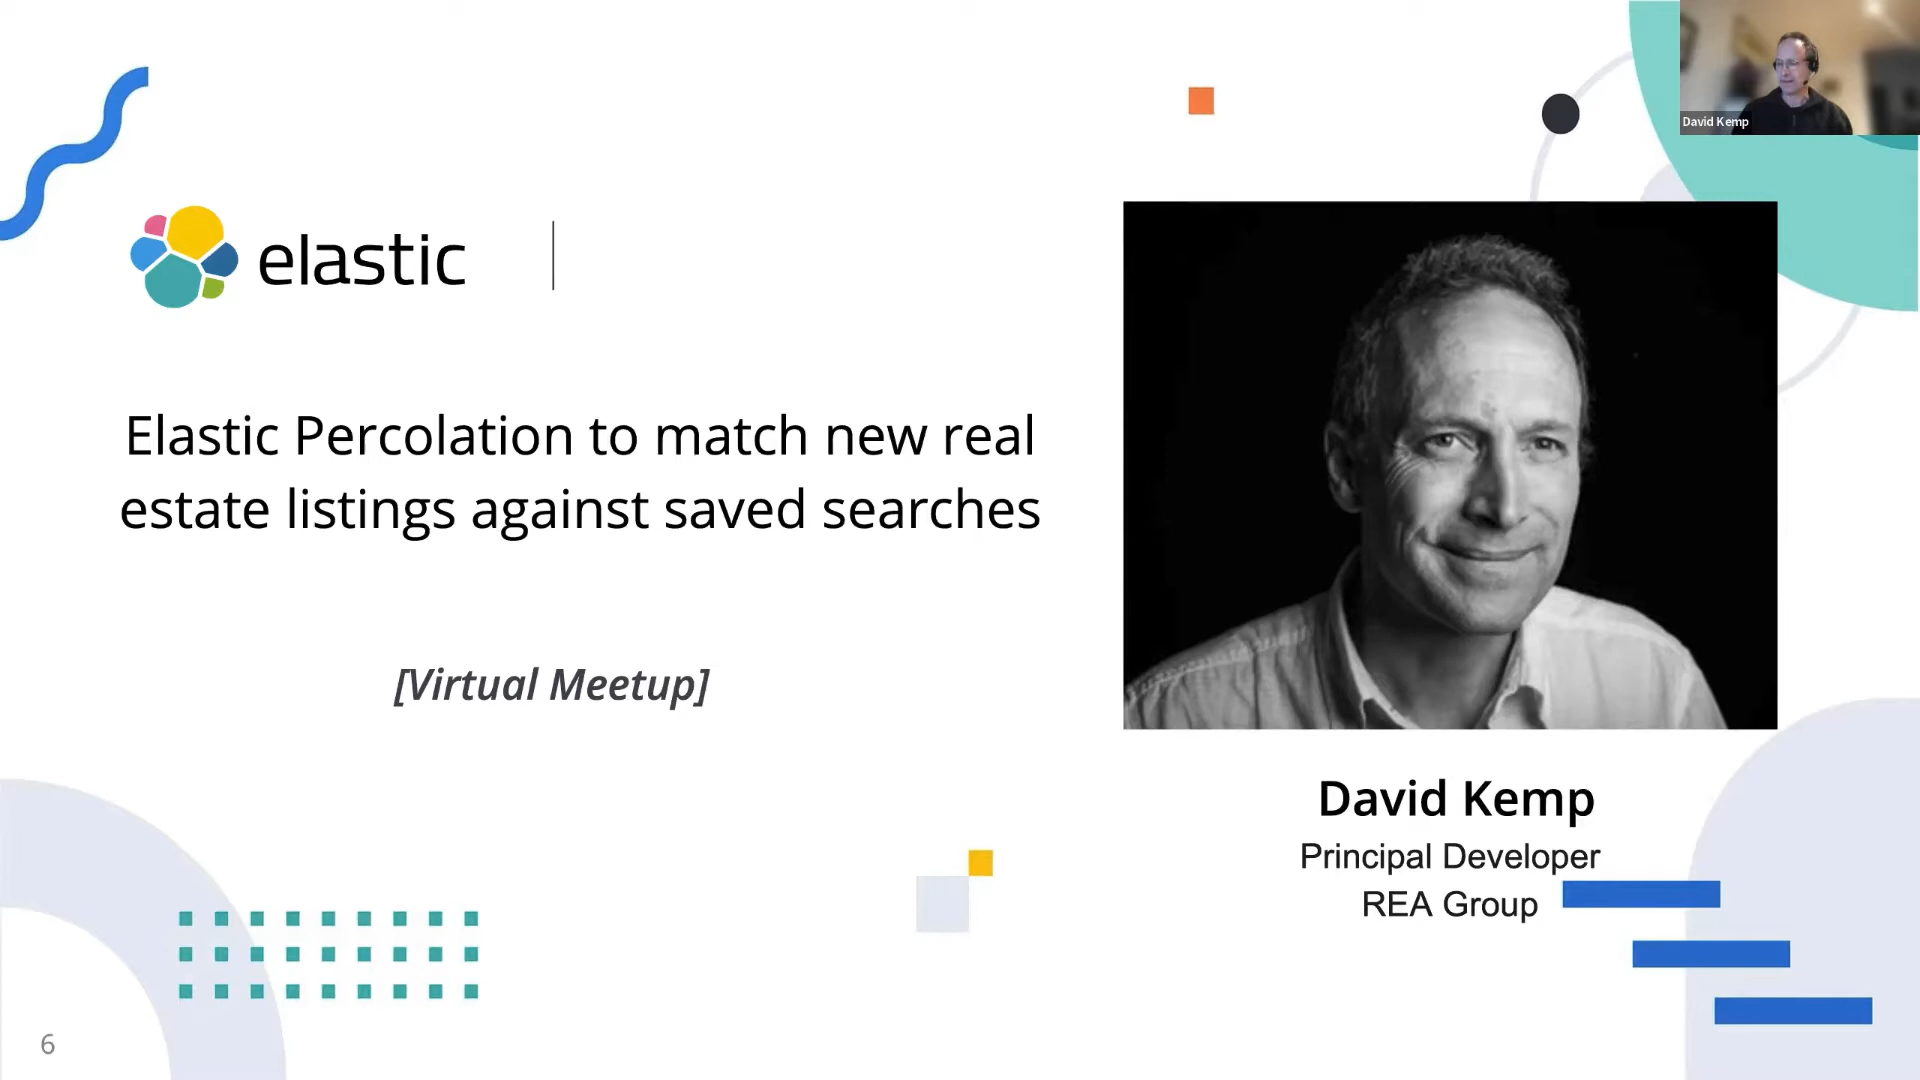 David Kemp
elastic
Elastic Percolation to match new real
estate listings against saved searches
[Virtual Meetup]
David Kemp
Principal Developer
REA Group
6